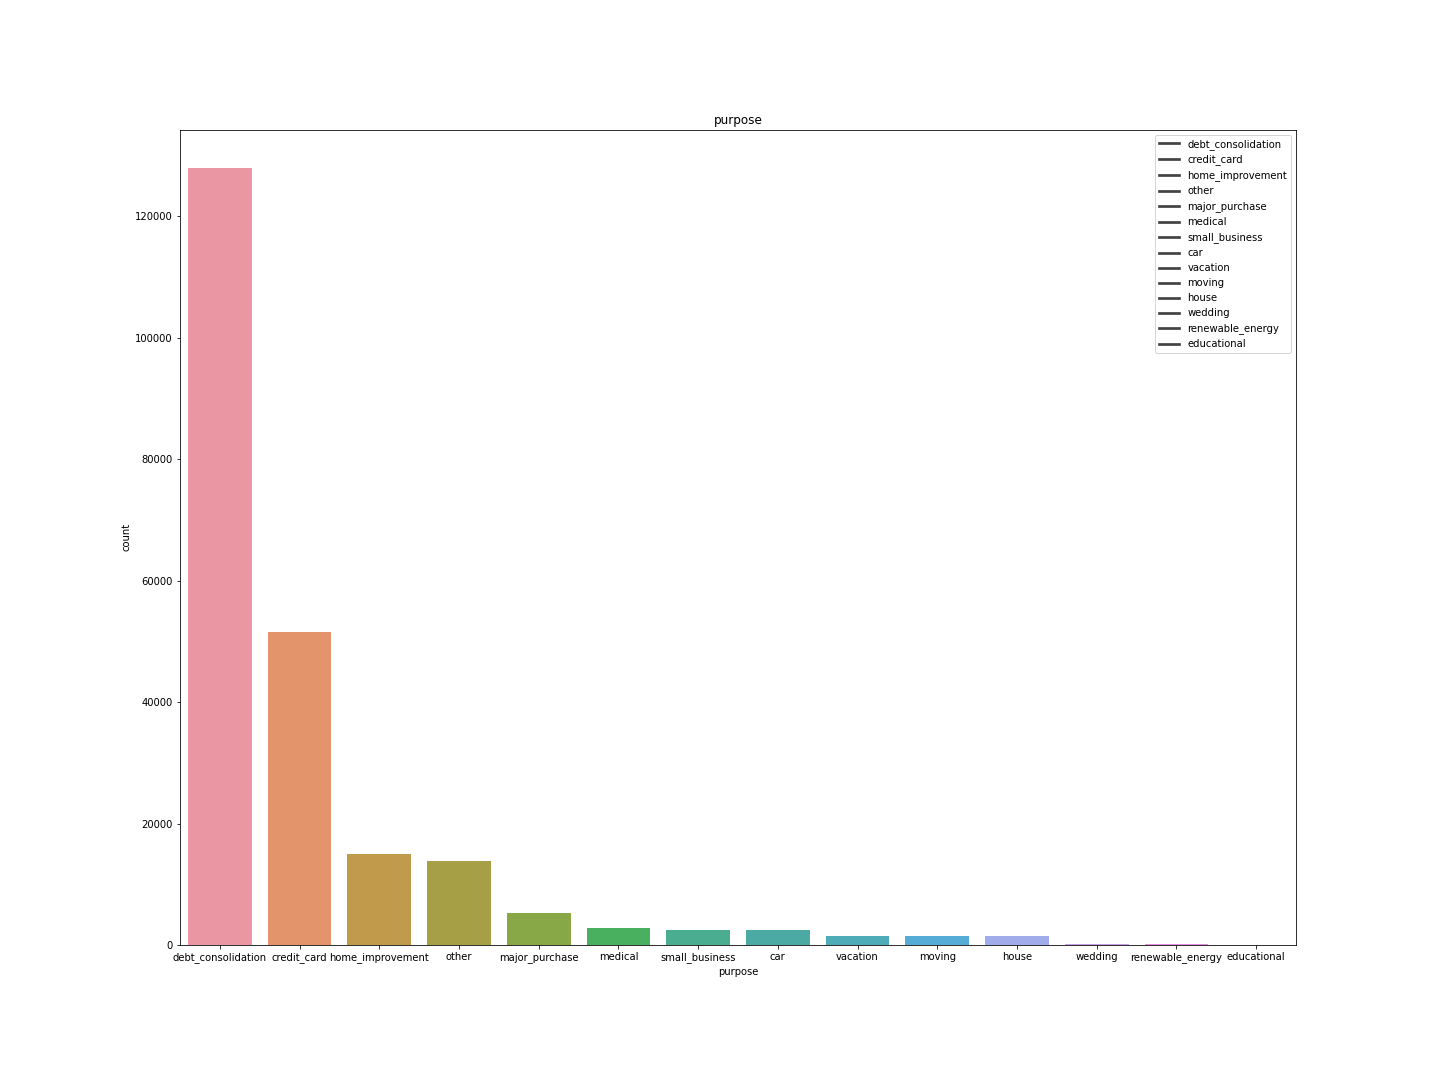 purpose
debt_consolidation
credit_card
home_improvement
other
major_purchase
medical
small_business
car
vacation
moving
house
wedding
renewable_energy
educational
120000
100000
80000
60000
40000
20000
0
count
debt_consolidation credit_card home_improvement other major_purchase medical small_business car vacation moving house wedding renewable_energy educational
purpose